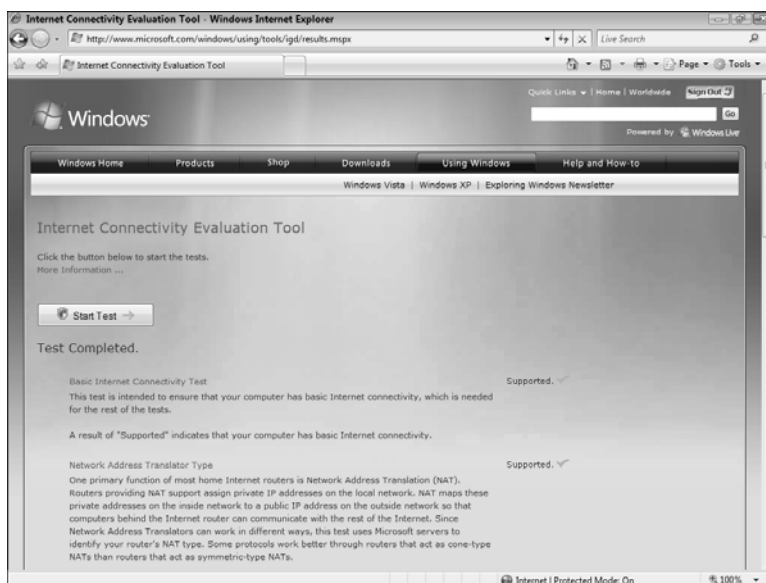 Internet Connectivity Evaluation Tool - Windows Internet Explorer
http://www.microsoft.com/windows/using/tools/igd/results.mspx
Live Search
Internet Connectivity Evaluation Tool
Page
Tools
Quick Links | Home | Worldwide
Sign Out
Windows
Go
Powered by Windows Live
Windows Home Products Shop Downloads Using Windows Help and How-to
Windows Vista | Windows XP | Exploring Windows Newsletter
Internet Connectivity Evaluation Tool
Click the button below to start the tests.
More Information ...
Start Test
Test Completed.
Basic Internet Connectivity Test Supported.
This test is intended to ensure that your computer has basic Internet connectivity, which is needed
for the rest of the tests.
A result of "Supported" indicates that your computer has basic Internet connectivity.
Network Address Translator Type Supported.
One primary function of most home Internet routers is Network Address Translation (NAT).
Routers providing NAT support assign private IP addresses on the local network. NAT maps these
private addresses on the inside network to a public IP address on the outside network so that
computers behind the Internet router can communicate with the rest of the Internet. Since
Network Address Translators can work in different ways, this test uses Microsoft servers to
identify your router's NAT type. Some protocols work better through routers that act as cone-type
NATs than routers that act as symmetric-type NATs.
Internet | Protected Mode: On 100%